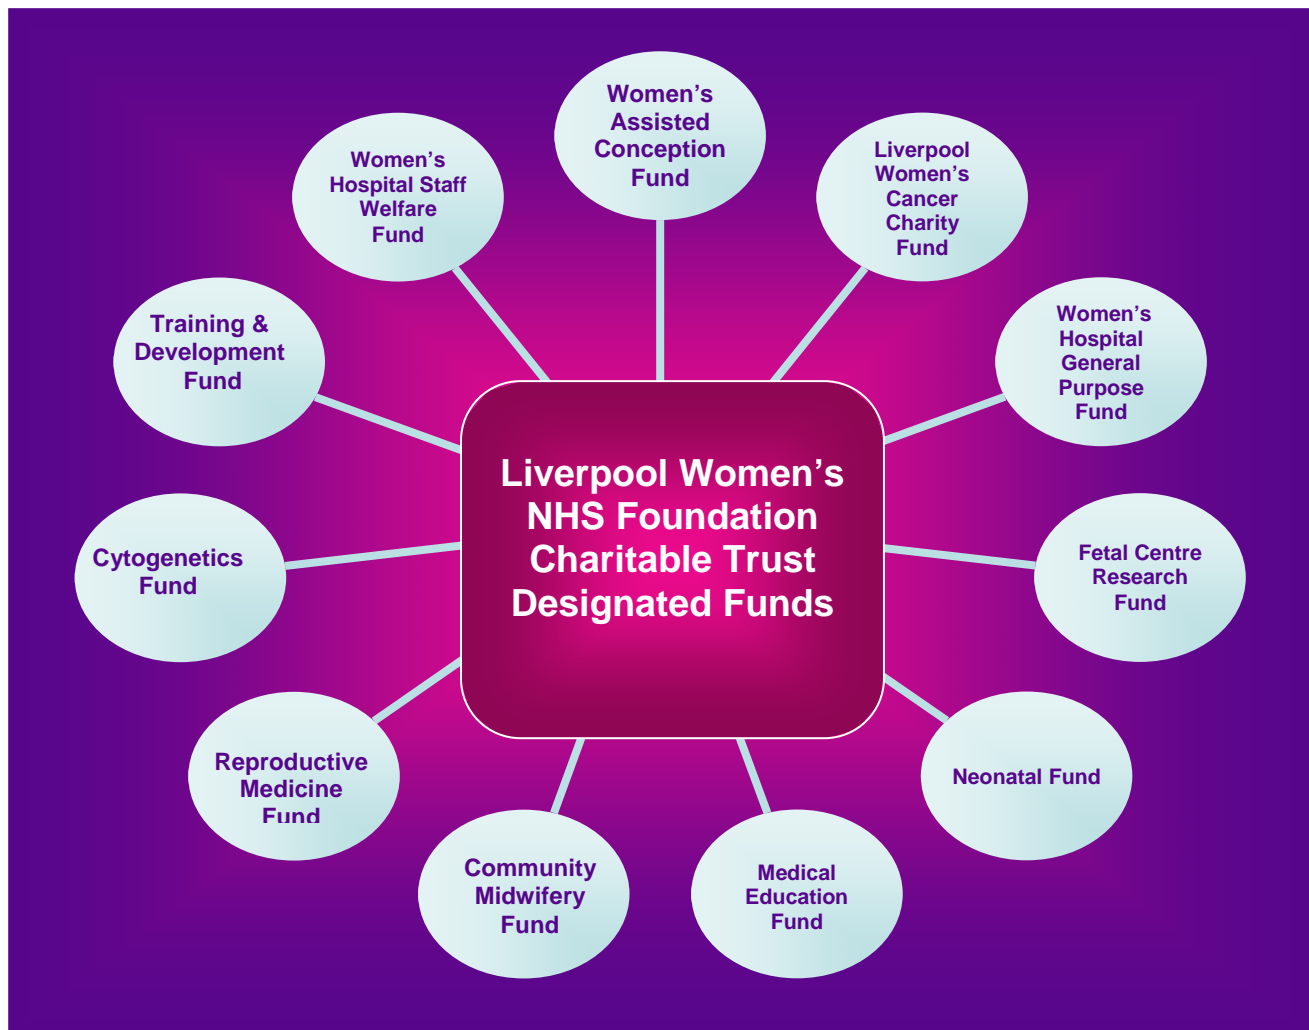 Women’s
Assisted
Conception
Fund
Liverpool
Women’s
Cancer
Charity
Fund
Women’s
Hospital
General
Purpose
Fund
Fetal Centre
Research
Fund
Neonatal Fund
Medical
Education
Fund
Community
Midwifery
Fund
Reproductive
Medicine
Fund
Cytogenetics
Fund
Training &
Development
Fund
Women’s
Hospital Staff
Welfare
Fund
Liverpool Women’s
NHS Foundation
Charitable Trust
Designated Funds